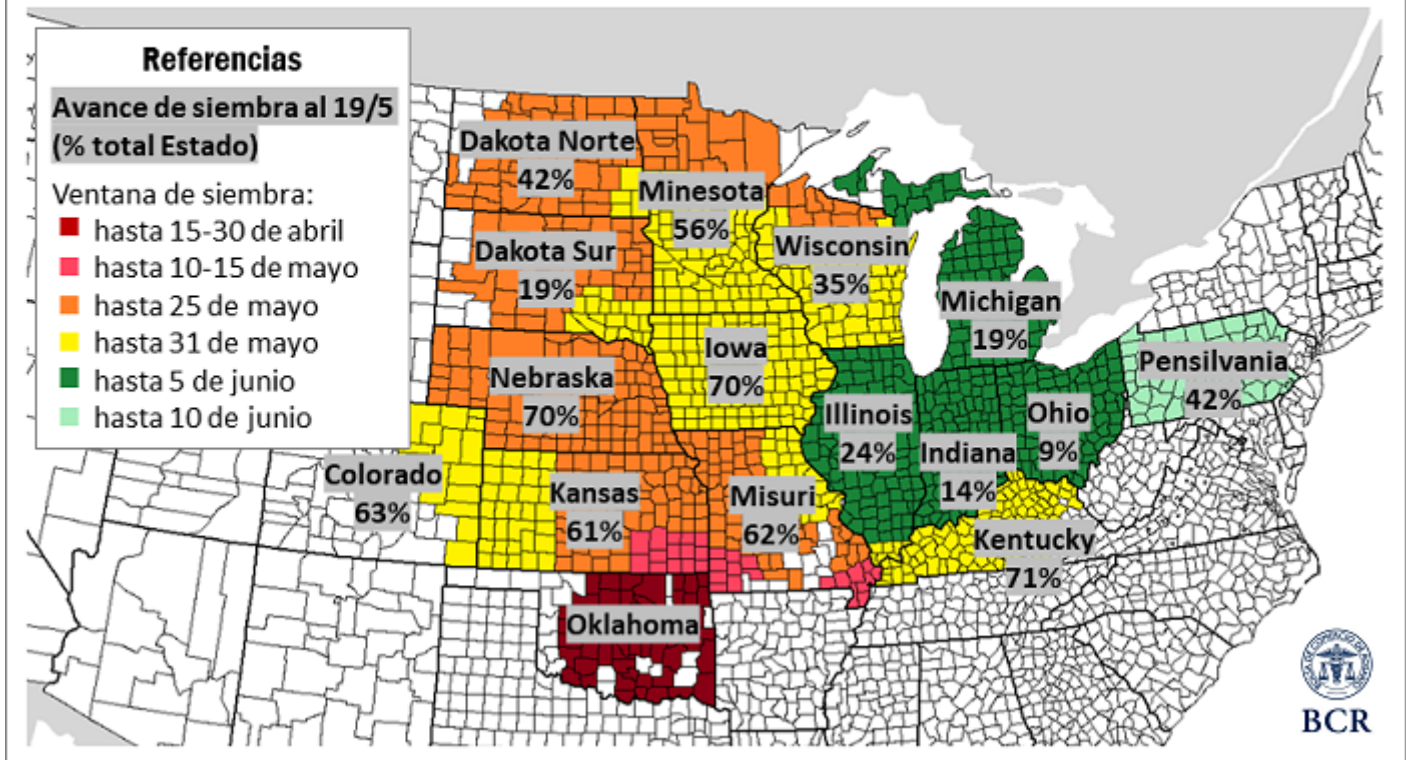 Referencias
Avance de siembra al 19/5
(% total Estado)
Ventana de siembra:
hasta 15-30 de abril
hasta 10-15 de mayo
hasta 25 de mayo
hasta 31 de mayo
hasta 5 de junio
hasta 10 de junio
Dakota Norte
42%
Minesota
56%
Dakota Sur
19%
Wisconsin
35%
Michigan
19%
Iowa
70%
Pensilvania
42%
Nebraska
70%
Illinois
24%
Ohio
9%
Indiana
14%
Colorado
63%
Kansas
61%
Misuri
62%
Kentucky
71%
Oklahoma
BCR